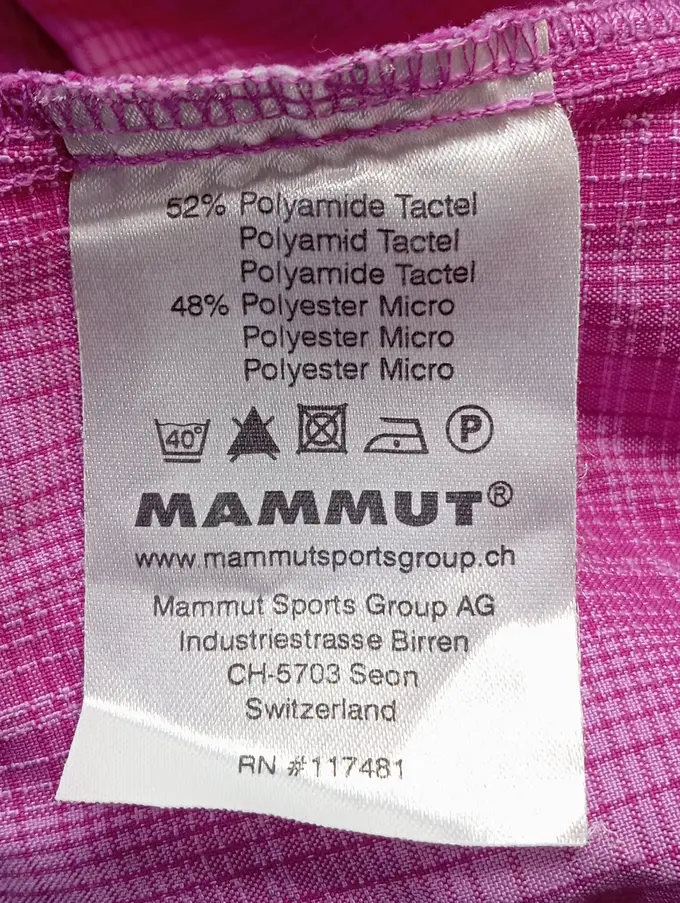 52% Polyamide Tactel
Polyamid Tactel
Polyamide Tactel
48% Polyester Micro
Polyester Micro
Polyester Micro
40° P
MAMMUT®
www.mammutsportsgroup.ch
Mammut Sports Group AG
Industriestrasse Birren
CH-5703 Seon
Switzerland
RN #117481